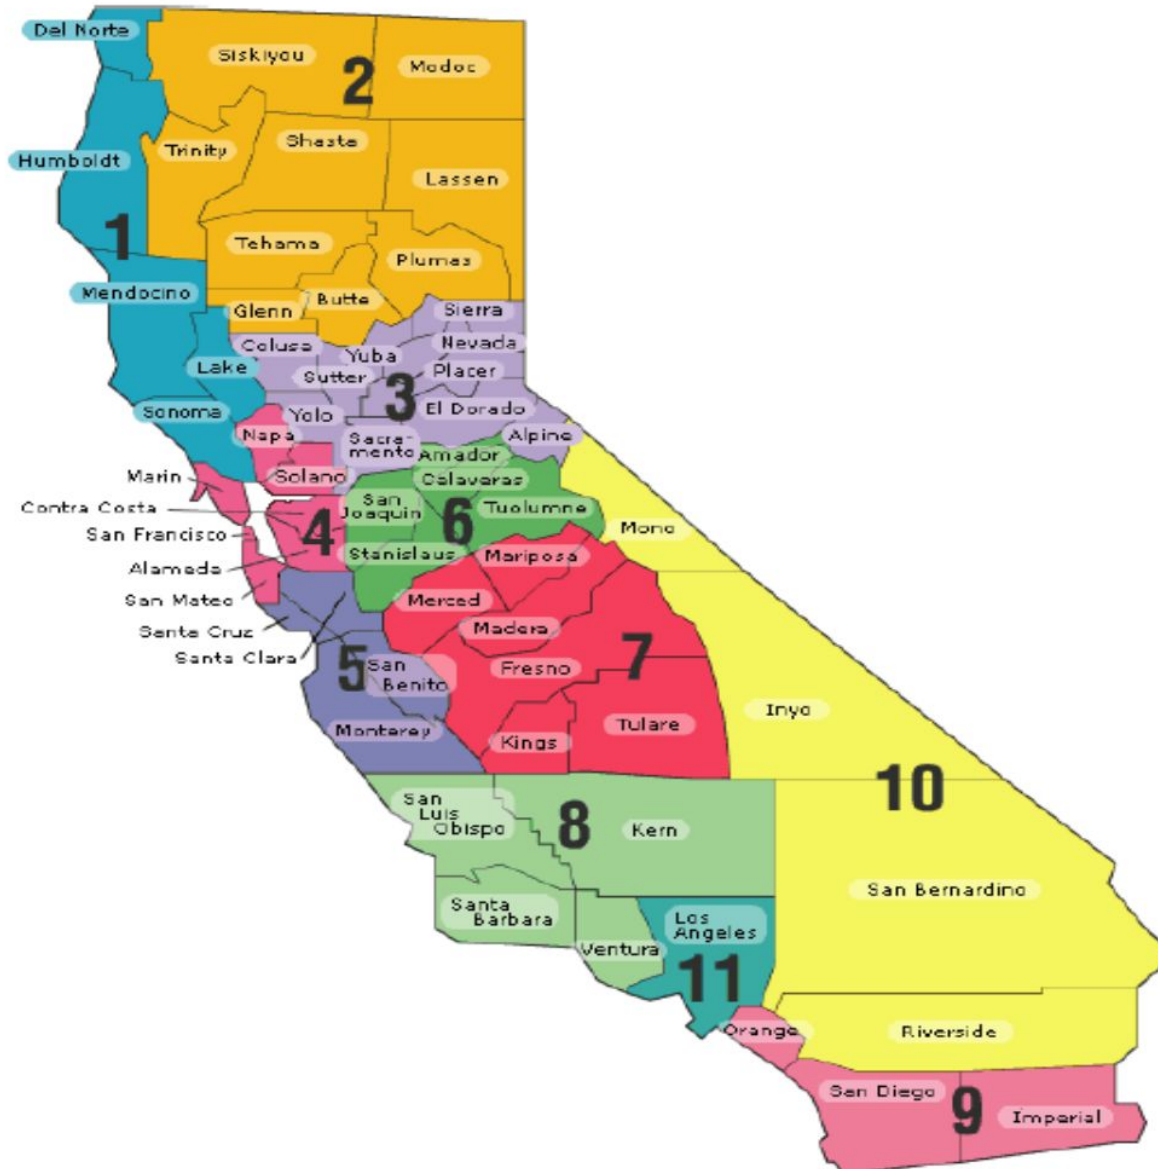 Del Norte
Siskiyou
Modoc
2
Humboldt
Trinity
Shasta
Lassen
1
Tehama
Plumas
Mendocino
Glenn
Butte
Sierra
Colusa
Yuba
Nevada
Lake
Sutter
Placer
3
Sonoma
Yolo
El Dorado
Napa
Sacra-
mento
Alpine
Amador
Marin
Solano
Calaveras
Contra Costa
San
Joaquin
Tuolumne
San Francisco
4
6
Mono
Alameda
Stanislaus
Mariposa
San Mateo
Merced
Santa Cruz
Madera
Santa Clara
5
San
Benito
Fresno
7
Monterey
Kings
Tulare
Inyo
10
San
Luis
Obispo
8
Kern
San Bernardino
Santa
Barbara
Los
Angeles
Ventura
11
Orange
Riverside
San Diego
9
Imperial